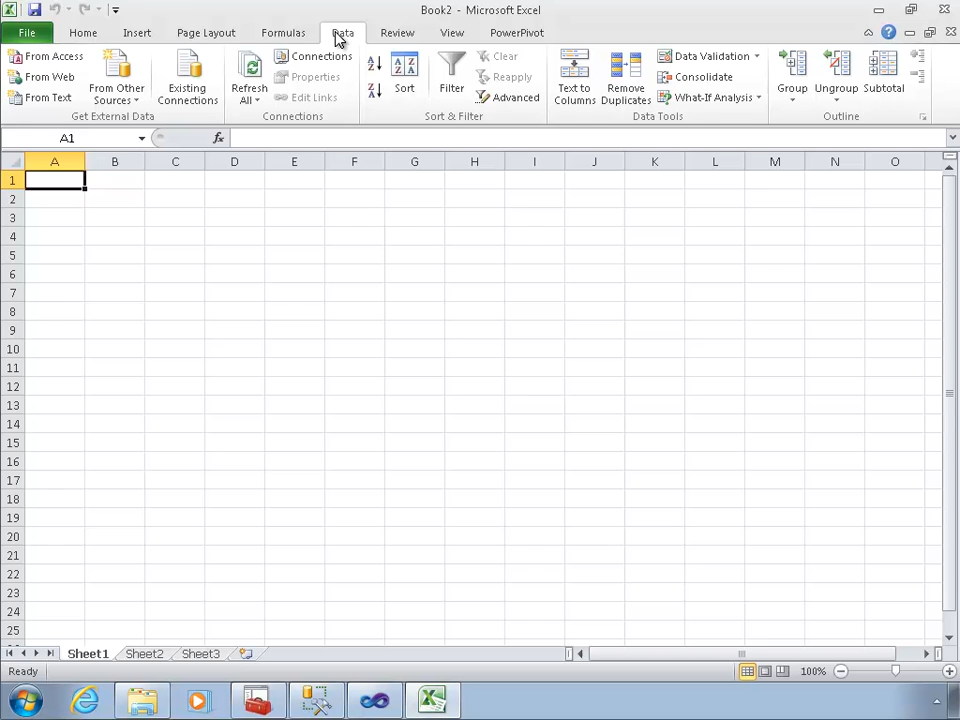 Book2 - Microsoft Excel
File Home Insert Page Layout Formulas Data Review View PowerPivot
From Access
From Web
From Text
From Other Sources
Existing Connections
Get External Data
Refresh All
Connections
Properties
Edit Links
Connections
Sort
Filter
Clear
Reapply
Advanced
Sort & Filter
Text to Columns
Remove Duplicates
Data Validation
Consolidate
What-If Analysis
Data Tools
Group
Ungroup
Subtotal
Outline
A1 fx
A B C D E F G H I J K L M N O
1
2
3
4
5
6
7
8
9
10
11
12
13
14
15
16
17
18
19
20
21
22
23
24
25
Sheet1 Sheet2 Sheet3
Ready 100%